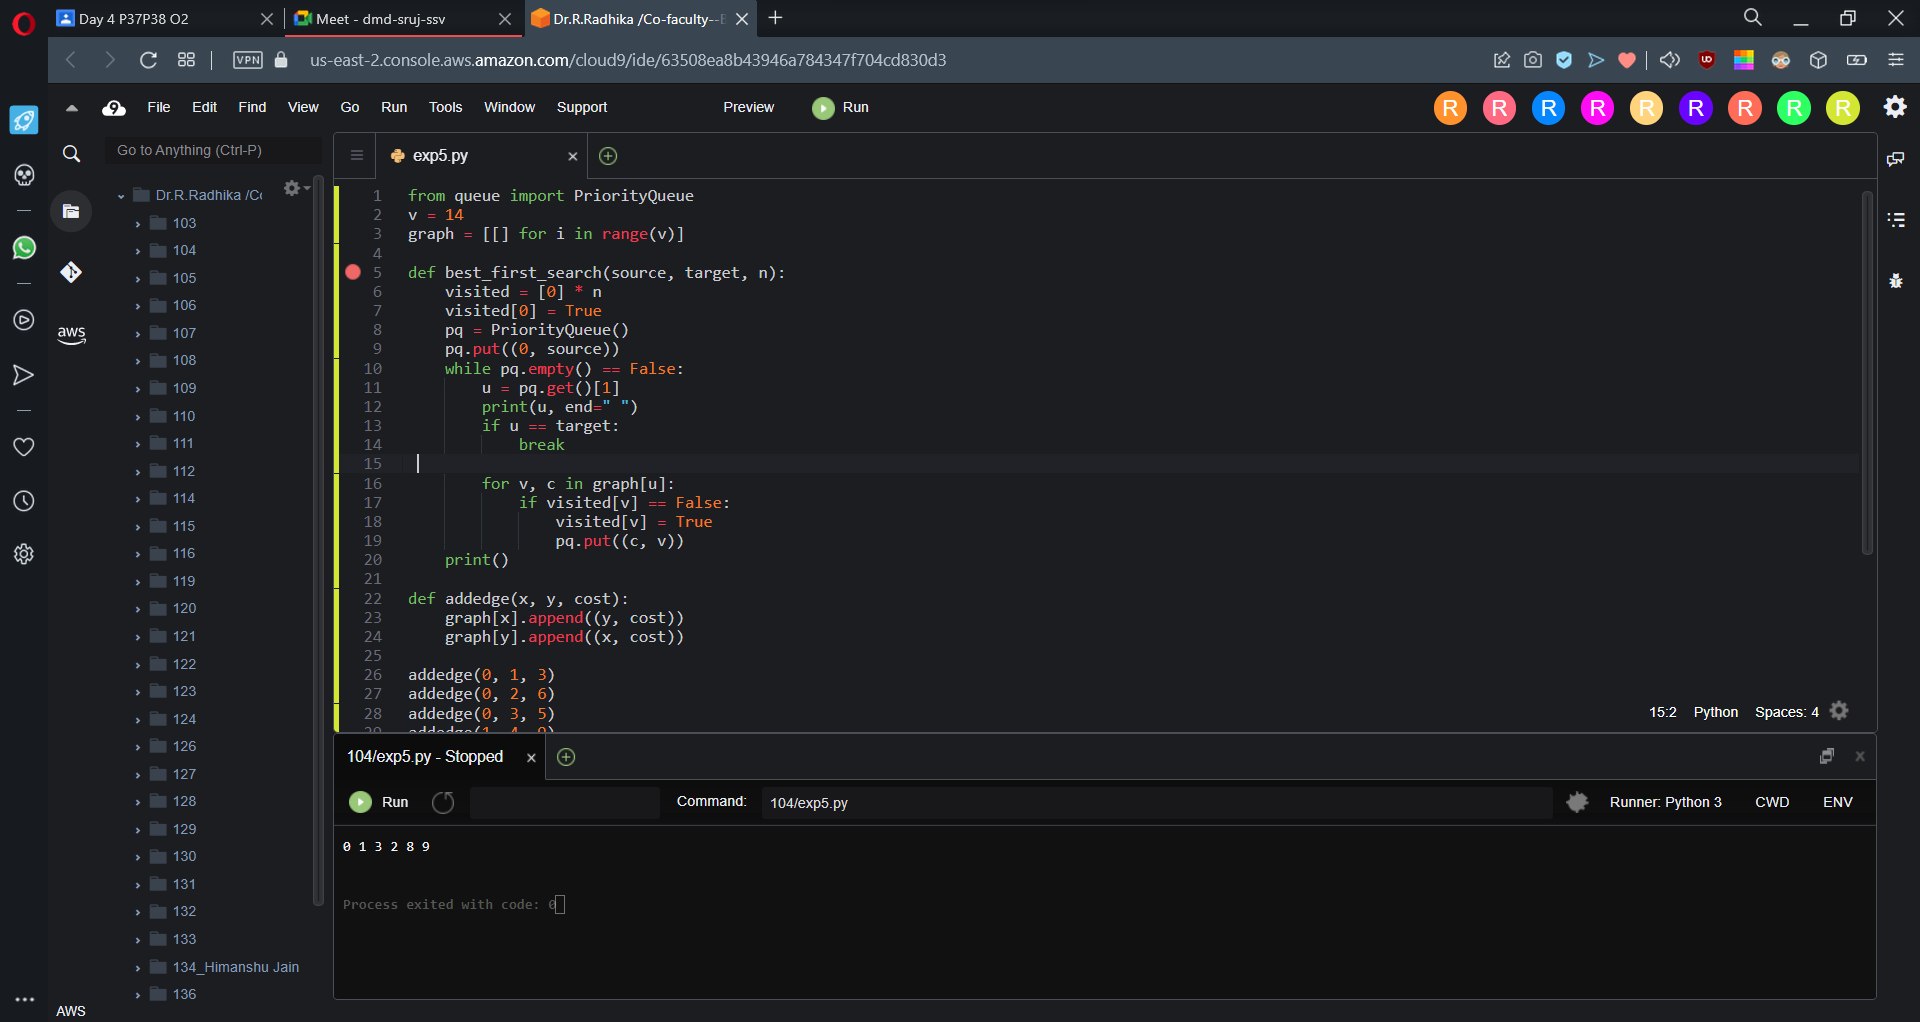 Day 4 P37P38 O2
Meet - dmd-sruj-ssv
Dr.R.Radhika /Co-faculty--
VPN
us-east-2.console.aws.amazon.com/cloud9/ide/63508ea8b43946a784347f704cd830d3
File Edit Find View Go Run Tools Window Support Preview Run
R R R R R R R R R
Go to Anything (Ctrl-P)
exp5.py
Dr.R.Radhika /Co
103
104
105
106
107
108
109
110
111
112
114
115
116
119
120
121
122
123
124
126
127
128
129
130
131
132
133
134_Himanshu Jain
136
aws
AWS
1 from queue import PriorityQueue
2 v = 14
3 graph = [[] for i in range(v)]
4
5 def best_first_search(source, target, n):
6 visited = [0] * n
7 visited[0] = True
8 pq = PriorityQueue()
9 pq.put((0, source))
10 while pq.empty() == False:
11 u = pq.get()[1]
12 print(u, end=" ")
13 if u == target:
14 break
15
16 for v, c in graph[u]:
17 if visited[v] == False:
18 visited[v] = True
19 pq.put((c, v))
20 print()
21
22 def addedge(x, y, cost):
23 graph[x].append((y, cost))
24 graph[y].append((x, cost))
25
26 addedge(0, 1, 3)
27 addedge(0, 2, 6)
28 addedge(0, 3, 5)
15:2 Python Spaces: 4
104/exp5.py - Stopped
Run
Command: 104/exp5.py
Runner: Python 3 CWD ENV
0 1 3 2 8 9
Process exited with code: 0